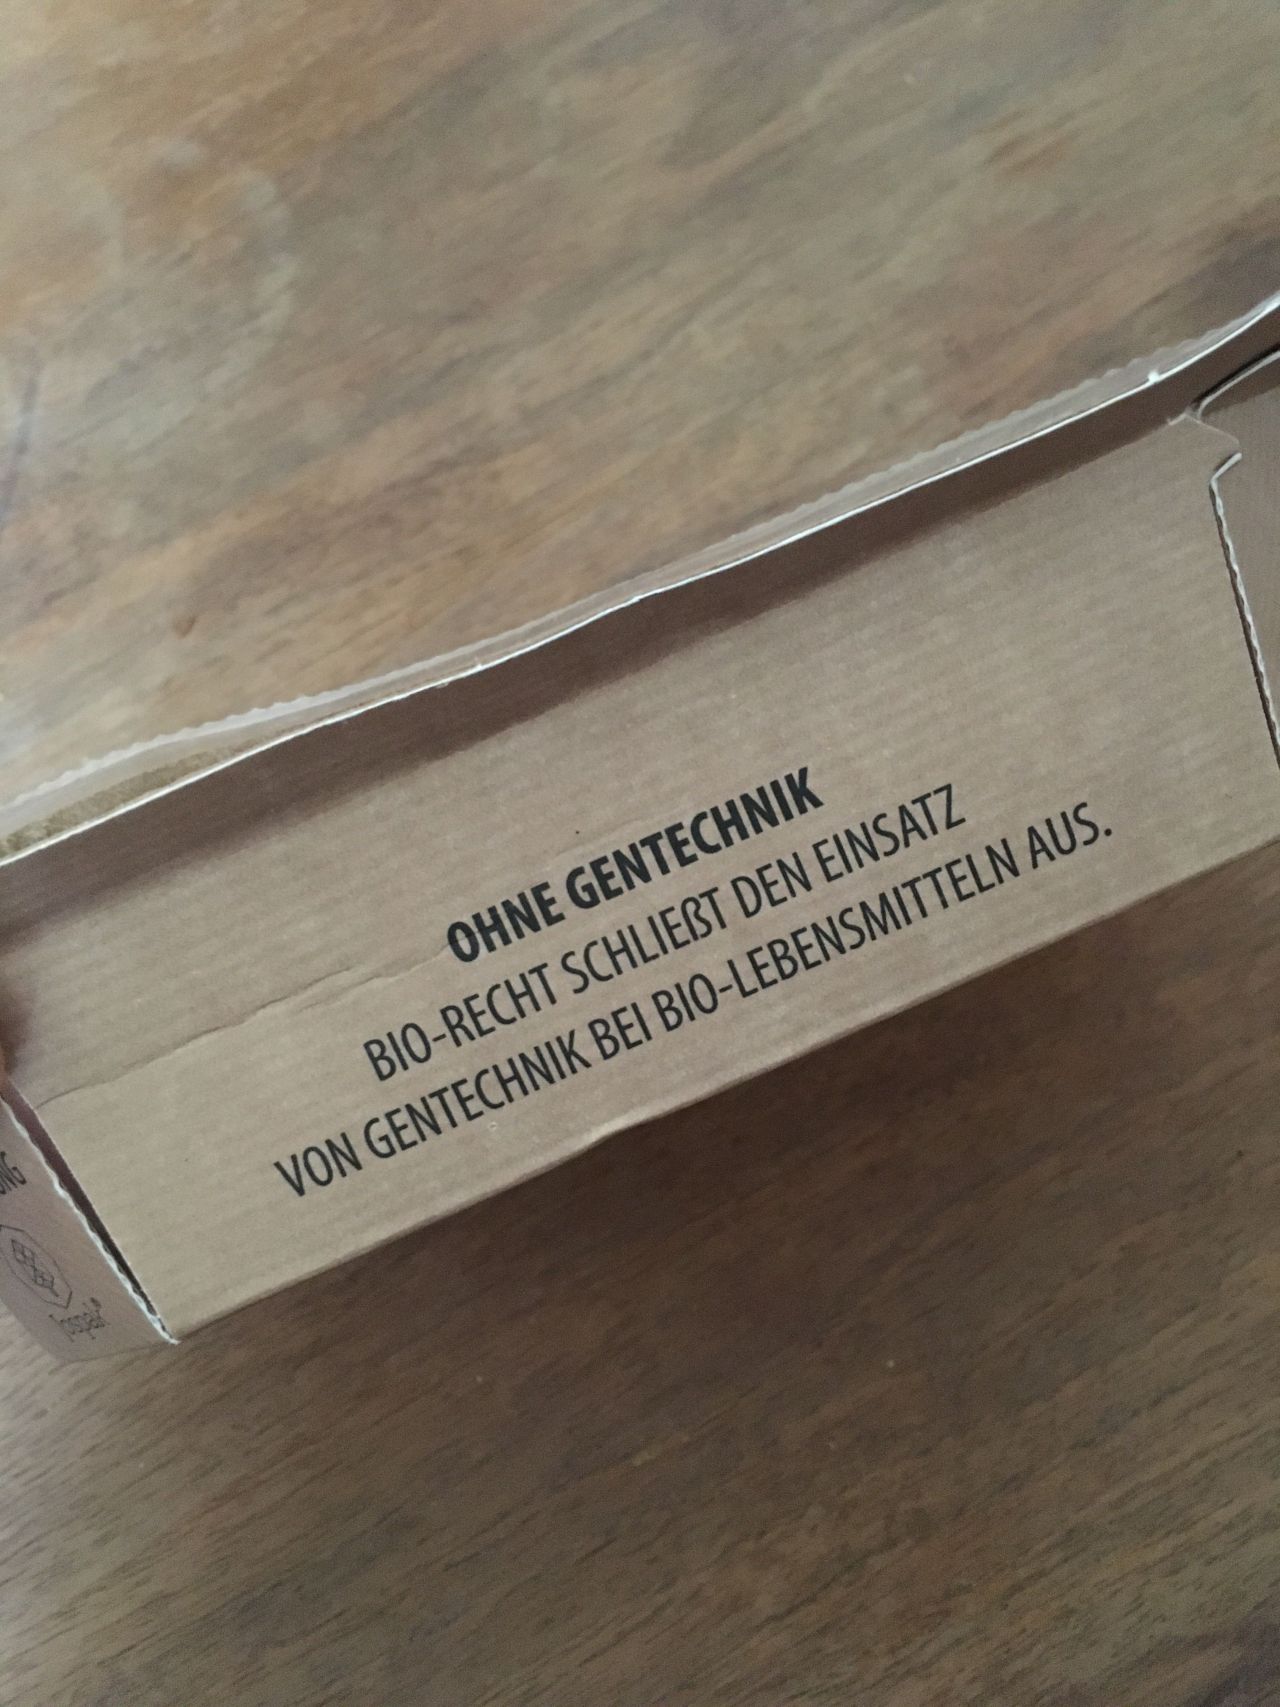 OHNE GENTECHNIK
BIO-RECHT SCHLIEẞT DEN EINSATZ
VON GENTECHNIK BEI BIO-LEBENSMITTELN AUS.